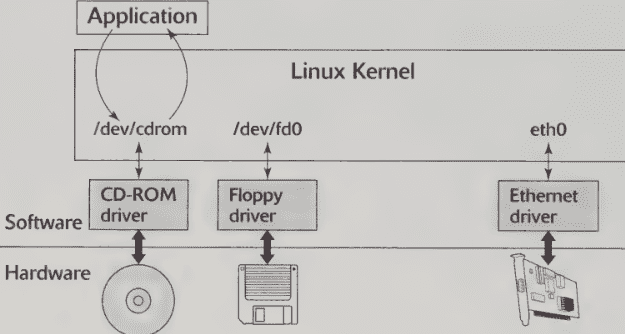 Application
Linux Kernel
/dev/cdrom
/dev/fd0
eth0
CD-ROM
driver
Floppy
driver
Ethernet
driver
Software
Hardware